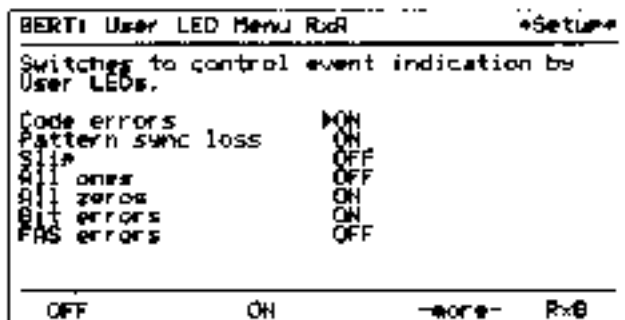 BERT: User LED Menu RxA *Setup*
Switches to control event indication by
User LEDs.
Code errors ▶ON
Pattern sync loss ON
Slip OFF
All ones OFF
All zeros ON
Bit errors ON
FAS errors OFF
OFF ON -more- RxB